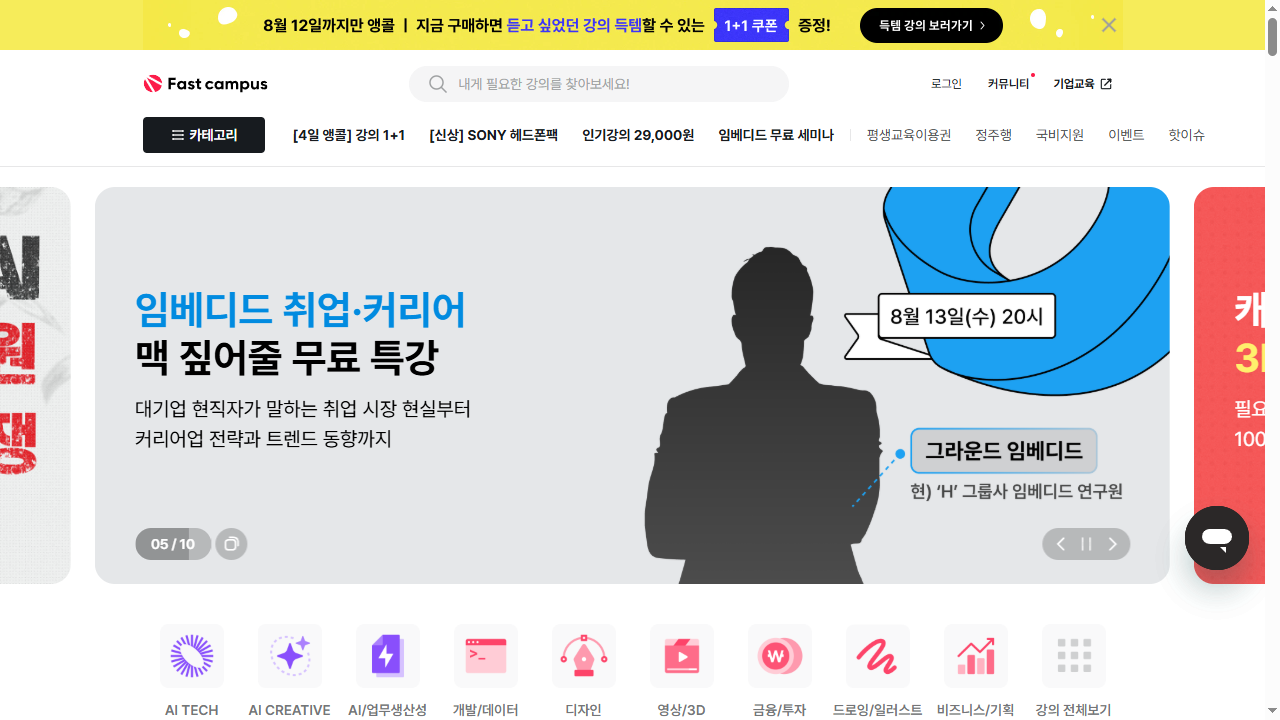 8월 12일까지만 앵콜 ㅣ 지금 구매하면 듣고 싶었던 강의 득템할 수 있는 1+1 쿠폰 증정!
득템 강의 보러가기
Fast campus
내게 필요한 강의를 찾아보세요!
로그인
커뮤니티
기업교육
카테고리
[4일 앵콜] 강의 1+1
[신상] SONY 헤드폰팩
인기강의 29,000원
임베디드 무료 세미나
평생교육이용권
정주행
국비지원
이벤트
핫이슈
임베디드 취업·커리어
맥 짚어줄 무료 특강
대기업 현직자가 말하는 취업 시장 현실부터
커리어업 전략과 트렌드 동향까지
8월 13일(수) 20시
그라운드 임베디드
현) ‘H’ 그룹사 임베디드 연구원
05 / 10
원
쟁
캐
필요
100
AI TECH
AI CREATIVE
AI/업무생산성
개발/데이터
디자인
영상/3D
금융/투자
드로잉/일러스트
비즈니스/기획
강의 전체보기